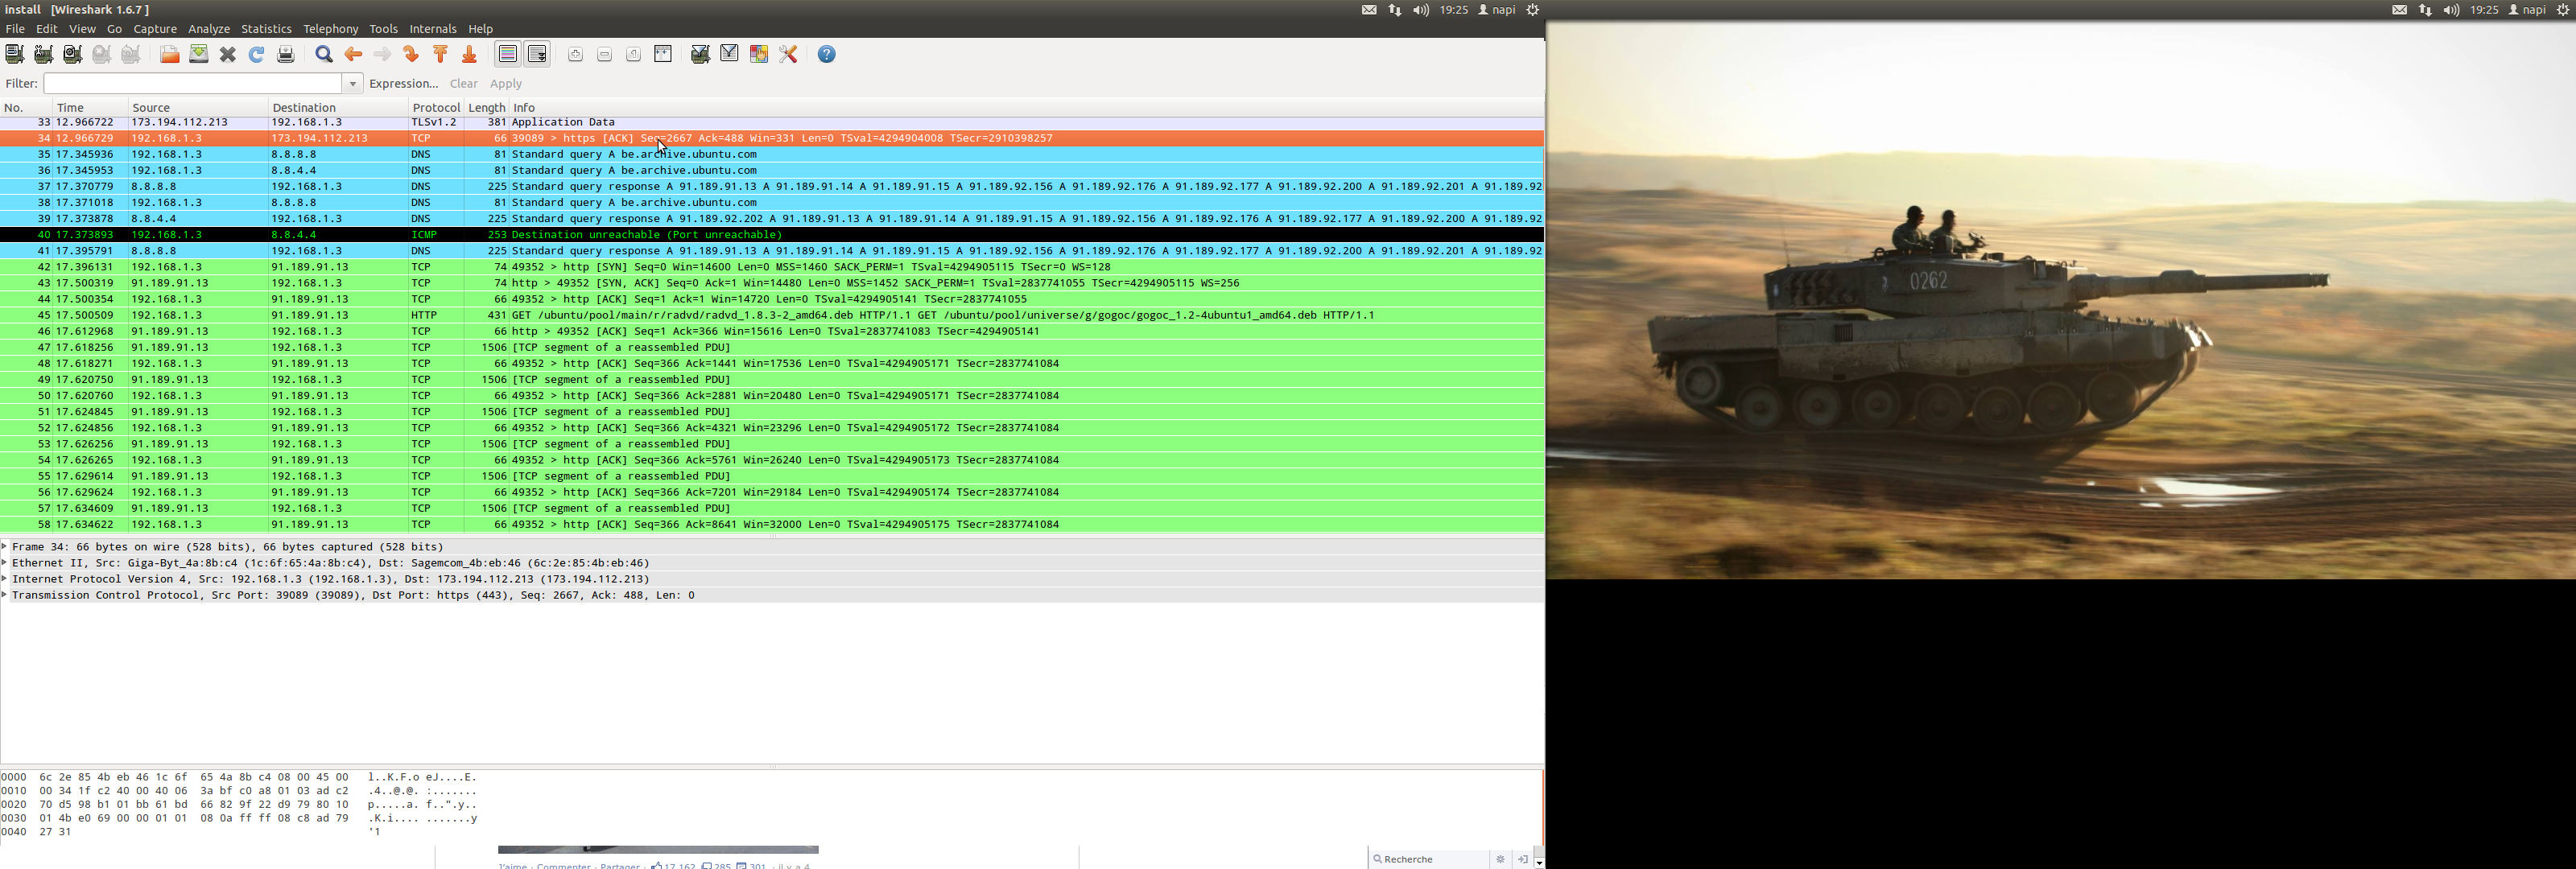 install [Wireshark 1.6.7 ]
19:25 napi
19:25 napi
File Edit View Go Capture Analyze Statistics Telephony Tools Internals Help
Filter: Expression... Clear Apply
No. Time Source Destination Protocol Length Info
33 12.966722 173.194.112.213 192.168.1.3 TLSv1.2 381 Application Data
34 12.966729 192.168.1.3 173.194.112.213 TCP 66 39089 > https [ACK] Seq=2667 Ack=488 Win=331 Len=0 TSval=4294904008 TSecr=2910398257
35 17.345936 192.168.1.3 8.8.8.8 DNS 81 Standard query A be.archive.ubuntu.com
36 17.345953 192.168.1.3 8.8.4.4 DNS 81 Standard query A be.archive.ubuntu.com
37 17.370779 8.8.8.8 192.168.1.3 DNS 225 Standard query response A 91.189.91.13 A 91.189.91.14 A 91.189.91.15 A 91.189.92.156 A 91.189.92.176 A 91.189.92.177 A 91.189.92.200 A 91.189.92.201 A 91.189.92
38 17.371018 192.168.1.3 8.8.8.8 DNS 81 Standard query A be.archive.ubuntu.com
39 17.373878 8.8.4.4 192.168.1.3 DNS 225 Standard query response A 91.189.92.202 A 91.189.91.13 A 91.189.91.14 A 91.189.91.15 A 91.189.92.156 A 91.189.92.176 A 91.189.92.177 A 91.189.92.200 A 91.189.92
40 17.373893 192.168.1.3 8.8.4.4 ICMP 253 Destination unreachable (Port unreachable)
41 17.395791 8.8.8.8 192.168.1.3 DNS 225 Standard query response A 91.189.91.13 A 91.189.91.14 A 91.189.91.15 A 91.189.92.156 A 91.189.92.176 A 91.189.92.177 A 91.189.92.200 A 91.189.92.201 A 91.189.92
42 17.396131 192.168.1.3 91.189.91.13 TCP 74 49352 > http [SYN] Seq=0 Win=14600 Len=0 MSS=1460 SACK_PERM=1 TSval=4294905115 TSecr=0 WS=128
43 17.500319 91.189.91.13 192.168.1.3 TCP 74 http > 49352 [SYN, ACK] Seq=0 Ack=1 Win=14480 Len=0 MSS=1452 SACK_PERM=1 TSval=2837741055 TSecr=4294905115 WS=256
44 17.500354 192.168.1.3 91.189.91.13 TCP 66 49352 > http [ACK] Seq=1 Ack=1 Win=14720 Len=0 TSval=4294905141 TSecr=2837741055
45 17.500509 192.168.1.3 91.189.91.13 HTTP 431 GET /ubuntu/pool/main/r/radvd/radvd_1.8.3-2_amd64.deb HTTP/1.1 GET /ubuntu/pool/universe/g/gogoc/gogoc_1.2-4ubuntu1_amd64.deb HTTP/1.1
46 17.612968 91.189.91.13 192.168.1.3 TCP 66 http > 49352 [ACK] Seq=1 Ack=366 Win=15616 Len=0 TSval=2837741083 TSecr=4294905141
47 17.618256 91.189.91.13 192.168.1.3 TCP 1506 [TCP segment of a reassembled PDU]
48 17.618271 192.168.1.3 91.189.91.13 TCP 66 49352 > http [ACK] Seq=366 Ack=1441 Win=17536 Len=0 TSval=4294905171 TSecr=2837741084
49 17.620750 91.189.91.13 192.168.1.3 TCP 1506 [TCP segment of a reassembled PDU]
50 17.620760 192.168.1.3 91.189.91.13 TCP 66 49352 > http [ACK] Seq=366 Ack=2881 Win=20480 Len=0 TSval=4294905171 TSecr=2837741084
51 17.624845 91.189.91.13 192.168.1.3 TCP 1506 [TCP segment of a reassembled PDU]
52 17.624856 192.168.1.3 91.189.91.13 TCP 66 49352 > http [ACK] Seq=366 Ack=4321 Win=23296 Len=0 TSval=4294905172 TSecr=2837741084
53 17.626256 91.189.91.13 192.168.1.3 TCP 1506 [TCP segment of a reassembled PDU]
54 17.626265 192.168.1.3 91.189.91.13 TCP 66 49352 > http [ACK] Seq=366 Ack=5761 Win=26240 Len=0 TSval=4294905173 TSecr=2837741084
55 17.629614 91.189.91.13 192.168.1.3 TCP 1506 [TCP segment of a reassembled PDU]
56 17.629624 192.168.1.3 91.189.91.13 TCP 66 49352 > http [ACK] Seq=366 Ack=7201 Win=29184 Len=0 TSval=4294905174 TSecr=2837741084
57 17.634609 91.189.91.13 192.168.1.3 TCP 1506 [TCP segment of a reassembled PDU]
58 17.634622 192.168.1.3 91.189.91.13 TCP 66 49352 > http [ACK] Seq=366 Ack=8641 Win=32000 Len=0 TSval=4294905175 TSecr=2837741084
Frame 34: 66 bytes on wire (528 bits), 66 bytes captured (528 bits)
Ethernet II, Src: Giga-Byt_4a:8b:c4 (1c:6f:65:4a:8b:c4), Dst: Sagemcom_4b:eb:46 (6c:2e:85:4b:eb:46)
Internet Protocol Version 4, Src: 192.168.1.3 (192.168.1.3), Dst: 173.194.112.213 (173.194.112.213)
Transmission Control Protocol, Src Port: 39089 (39089), Dst Port: https (443), Seq: 2667, Ack: 488, Len: 0
0000 6c 2e 85 4b eb 46 1c 6f 65 4a 8b c4 08 00 45 00 l..K.F.o eJ....E.
0010 00 34 1f c2 40 00 40 06 3a bf c0 a8 01 03 ad c2 .4..@.@. :.......
0020 70 d5 98 b1 01 bb 61 bd 66 82 9f 22 d9 79 80 10 p.....a. f..".y..
0030 01 4b e0 69 00 00 01 01 08 0a ff ff 08 c8 ad 79 .K.i.... .......y
0040 27 31 '1
J'aime · Commenter · Partager · 17 162 285 301 · il y a 4
Recherche
0262